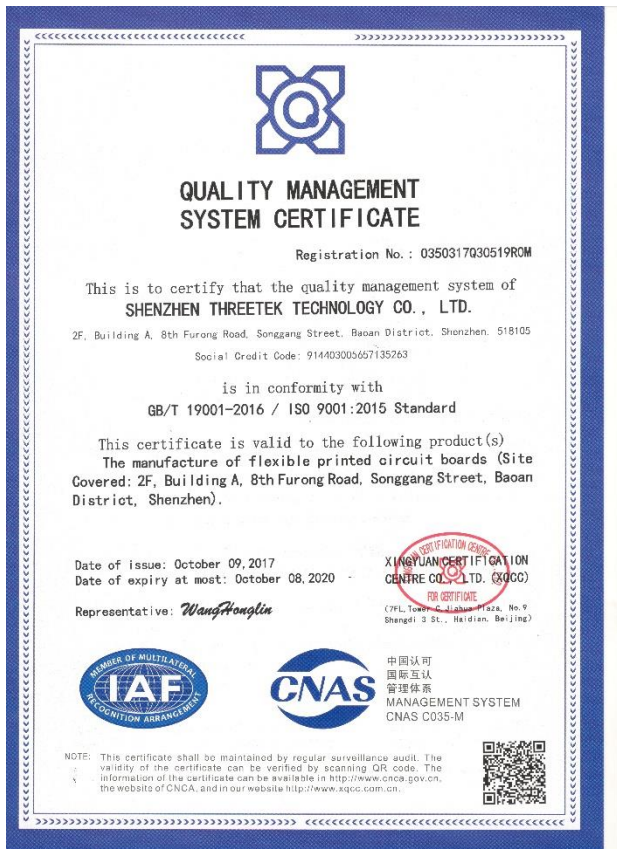 QUALITY MANAGEMENT
SYSTEM CERTIFICATE
Registration No.: 0350317Q30519R0M
This is to certify that the quality management system of
SHENZHEN THREETEK TECHNOLOGY CO., LTD.
2F, Building A, 8th Furong Road, Songgang Street, Baoan District, Shenzhen. 518105
Social Credit Code: 914403005657135263
is in conformity with
GB/T 19001-2016 / ISO 9001:2015 Standard
This certificate is valid to the following product(s)
The manufacture of flexible printed circuit boards (Site
Covered: 2F, Building A, 8th Furong Road, Songgang Street, Baoan
District, Shenzhen).
Date of issue: October 09,2017
Date of expiry at most: October 08,2020
Representative: WangHonglin
XINGYUAN CERTIFICATION
CENTRE CO., LTD. (XQCC)
(7FL, Tower C Jiahua Plaza, No.9
Shangdi 3 St., Haidian, Beijing)
XINGYUAN CERTIFICATION CENTRE
FOR CERTIFICATE
MEMBER OF MULTILATERAL
IAF
RECOGNITION ARRANGEMENT
CNAS
中国认可
国际互认
管理体系
MANAGEMENT SYSTEM
CNAS C035-M
NOTE: This certificate shall be maintained by regular surveillance audit. The
validity of the certificate can be verified by scanning QR code. The
information of the certificate can be available in http://www.cnca.gov.cn,
the website of CNCA, and in our website http://www.xqcc.com.cn.